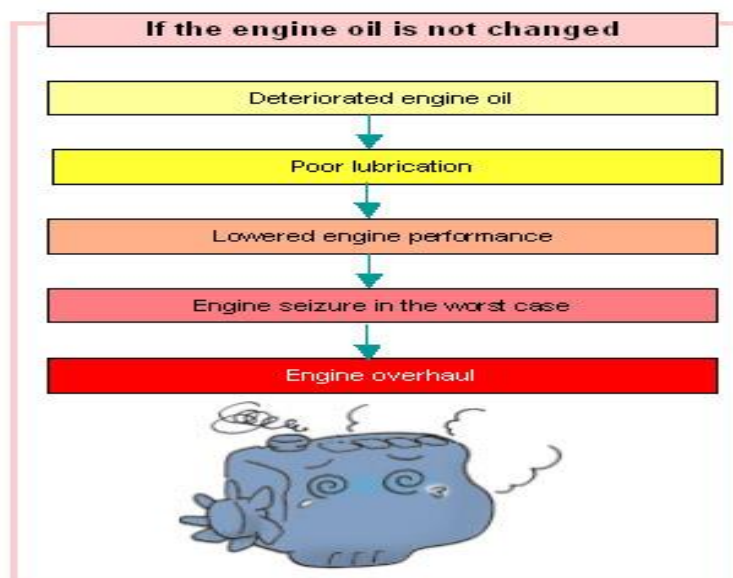 If the engine oil is not changed
Deteriorated engine oil
Poor lubrication
Lowered engine performance
Engine seizure in the worst case
Engine overhaul